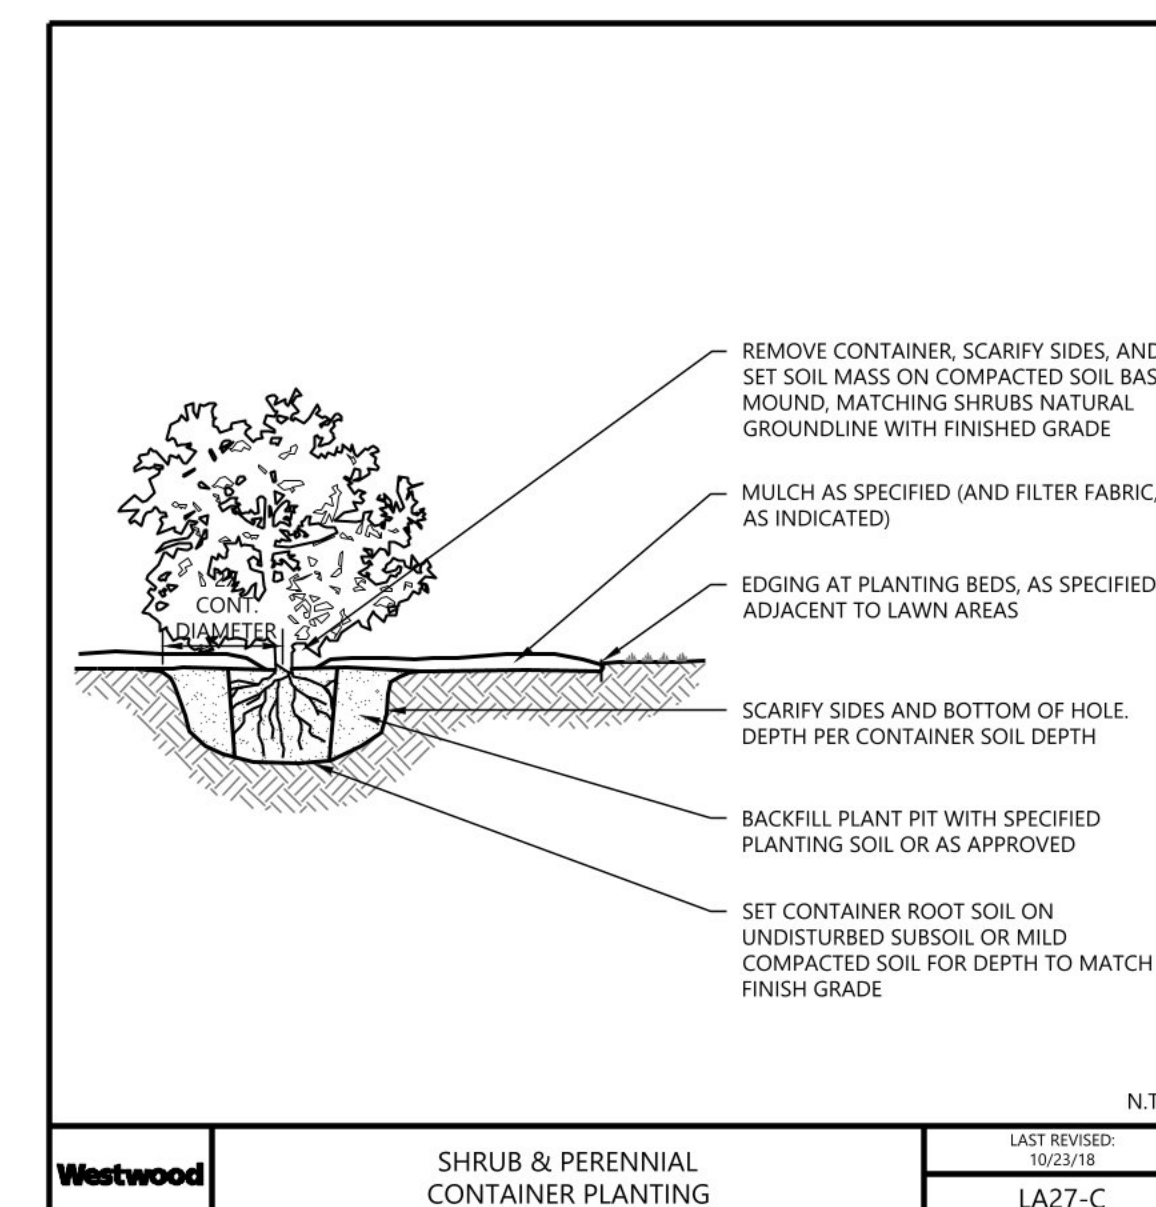 REMOVE CONTAINER, SCARIFY SIDES, AND
SET SOIL MASS ON COMPACTED SOIL BAS
MOUND, MATCHING SHRUBS NATURAL
GROUNDLINE WITH FINISHED GRADE
MULCH AS SPECIFIED (AND FILTER FABRIC,
AS INDICATED)
EDGING AT PLANTING BEDS, AS SPECIFIED
ADJACENT TO LAWN AREAS
CONT.
DIAMETER
SCARIFY SIDES AND BOTTOM OF HOLE.
DEPTH PER CONTAINER SOIL DEPTH
BACKFILL PLANT PIT WITH SPECIFIED
PLANTING SOIL OR AS APPROVED
SET CONTAINER ROOT SOIL ON
UNDISTURBED SUBSOIL OR MILD
COMPACTED SOIL FOR DEPTH TO MATCH
FINISH GRADE
N.T
Westwood
SHRUB & PERENNIAL
CONTAINER PLANTING
LAST REVISED:
10/23/18
LA27-C